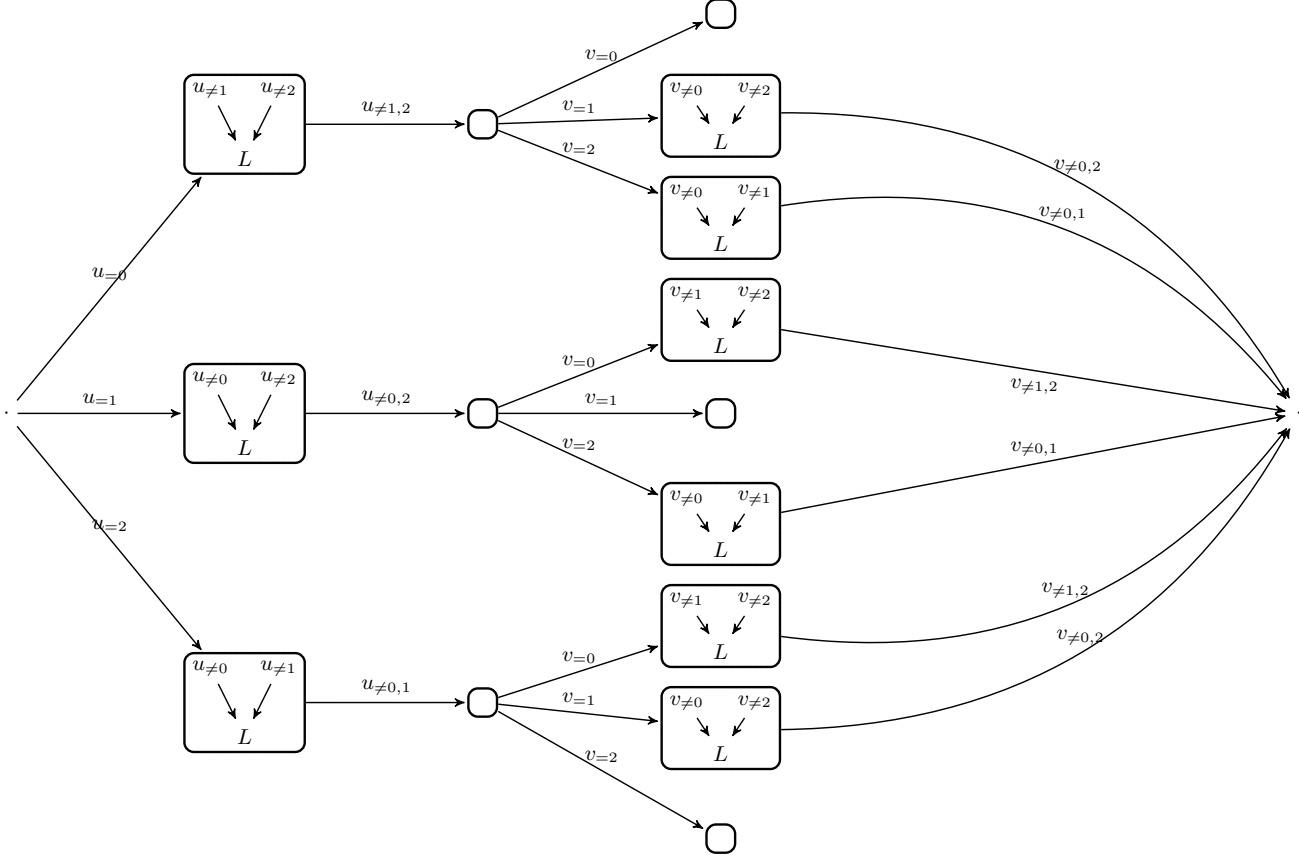 v=0
u≠1 u≠2
L
u≠1,2
v=1
v=2
v≠0 v≠2
L
v≠0,2
v≠0 v≠1
L
v≠0,1
u=0
v≠1 v≠2
L
v≠1,2
u=1
u≠0 u≠2
L
u≠0,2
v=0
v=1
v=2
v≠0 v≠1
L
v≠0,1
u=2
v≠1 v≠2
L
v≠1,2
u≠0 u≠1
L
u≠0,1
v=0
v=1
v=2
v≠0 v≠2
L
v≠0,2